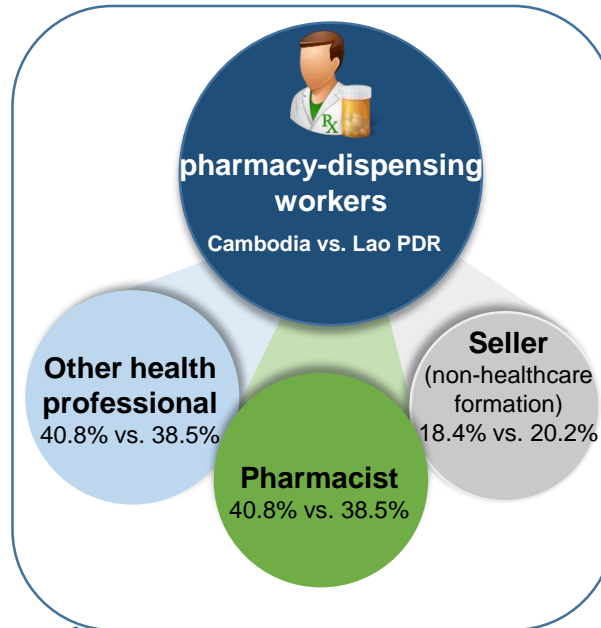 Rx
pharmacy-dispensing
workers
Cambodia vs. Lao PDR
Other health
professional
40.8% vs. 38.5%
Pharmacist
40.8% vs. 38.5%
Seller
(non-healthcare
formation)
18.4% vs. 20.2%